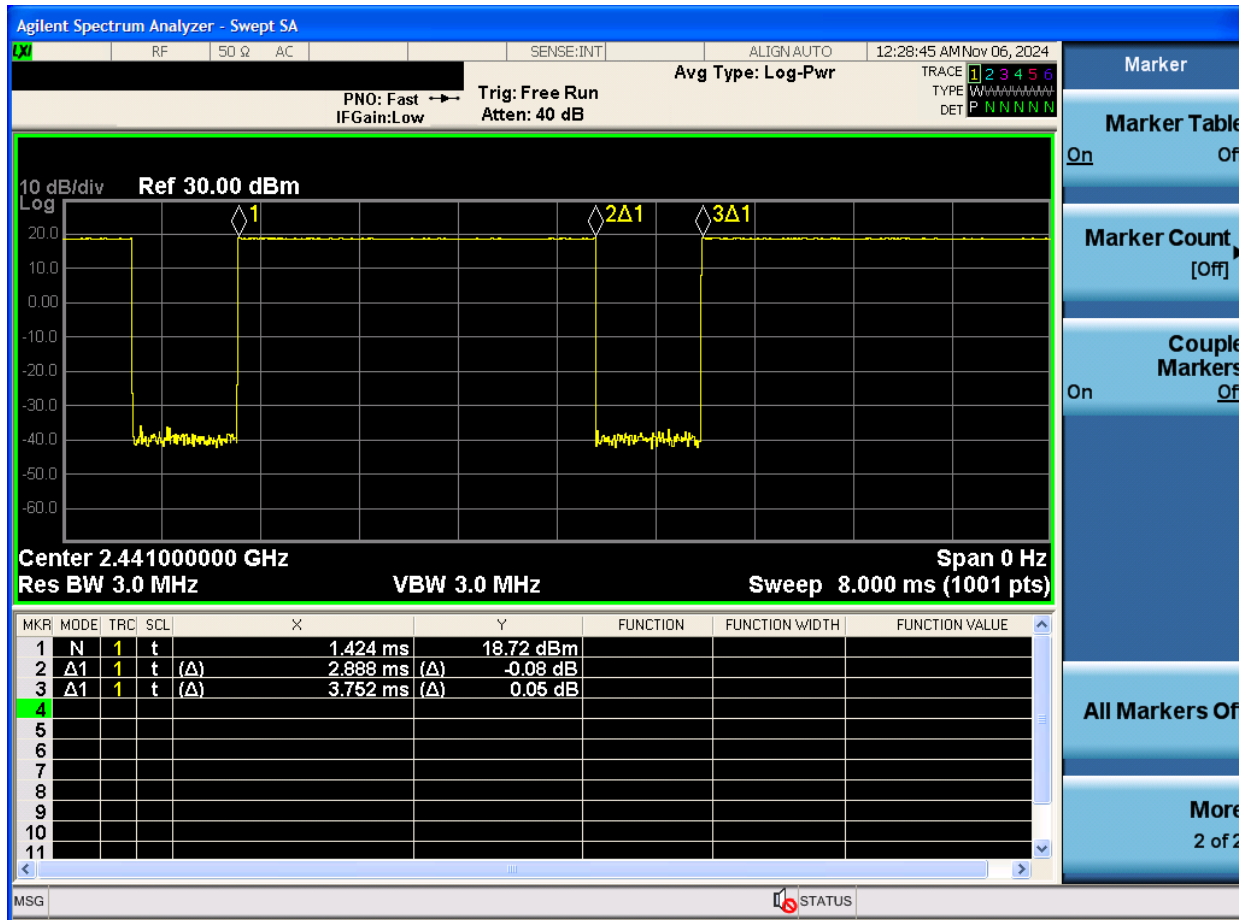 Agilent Spectrum Analyzer - Swept SA
LXI RF 50 Ω AC SENSE:INT ALIGN AUTO 12:28:45 AM Nov 06, 2024
Marker
Avg Type: Log-Pwr
TRACE 1 2 3 4 5 6
PNO: Fast Trig: Free Run
TYPE W
IFGain:Low Atten: 40 dB
DET P N N N N N
Marker Table
On Of
10 dB/div Ref 30.00 dBm
Log
1 2Δ1 3Δ1
20.0
10.0
0.00
-10.0
-20.0
-30.0
-40.0
-50.0
-60.0
Marker Count
[Off]
Couple
Markers
On Of
Center 2.441000000 GHz Span 0 Hz
Res BW 3.0 MHz VBW 3.0 MHz Sweep 8.000 ms (1001 pts)
MKR MODE TRC SCL X Y FUNCTION FUNCTION WIDTH FUNCTION VALUE
1 N 1 t 1.424 ms 18.72 dBm
2 Δ1 1 t (Δ) 2.888 ms (Δ) -0.08 dB
3 Δ1 1 t (Δ) 3.752 ms (Δ) 0.05 dB
4
5
6
7
8
9
10
11
All Markers Of
More
2 of 2
MSG STATUS